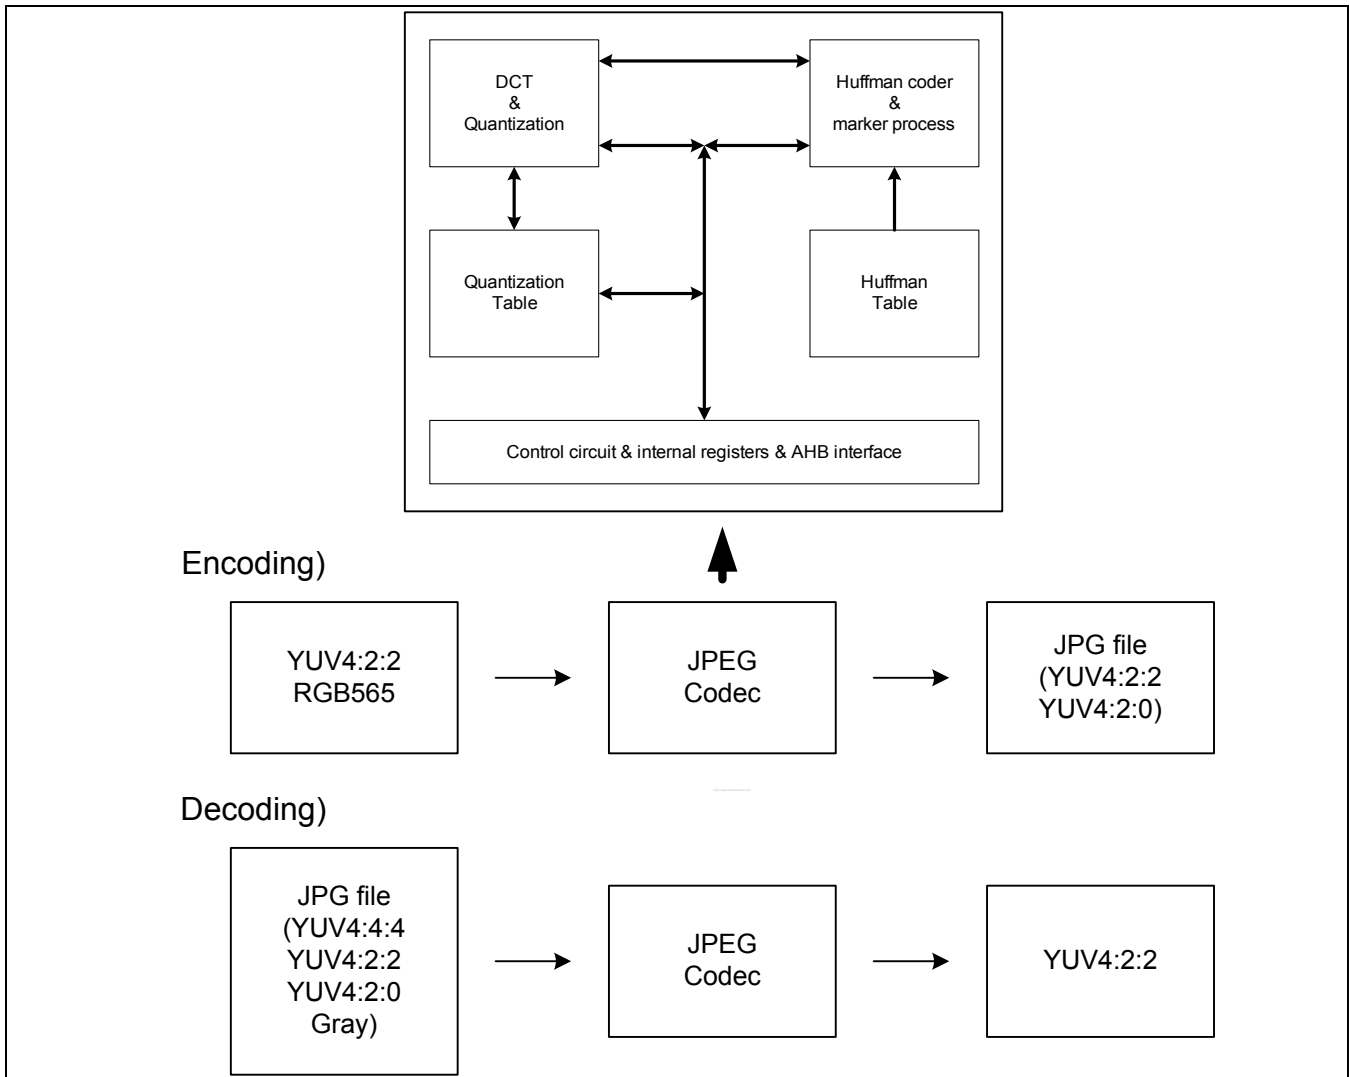 DCT
&
Quantization
Huffman coder
&
marker process
Quantization
Table
Huffman
Table
Control circuit & internal registers & AHB interface
Encoding)
YUV4:2:2
RGB565
JPEG
Codec
JPG file
(YUV4:2:2
YUV4:2:0)
Decoding)
JPG file
(YUV4:4:4
YUV4:2:2
YUV4:2:0
Gray)
JPEG
Codec
YUV4:2:2